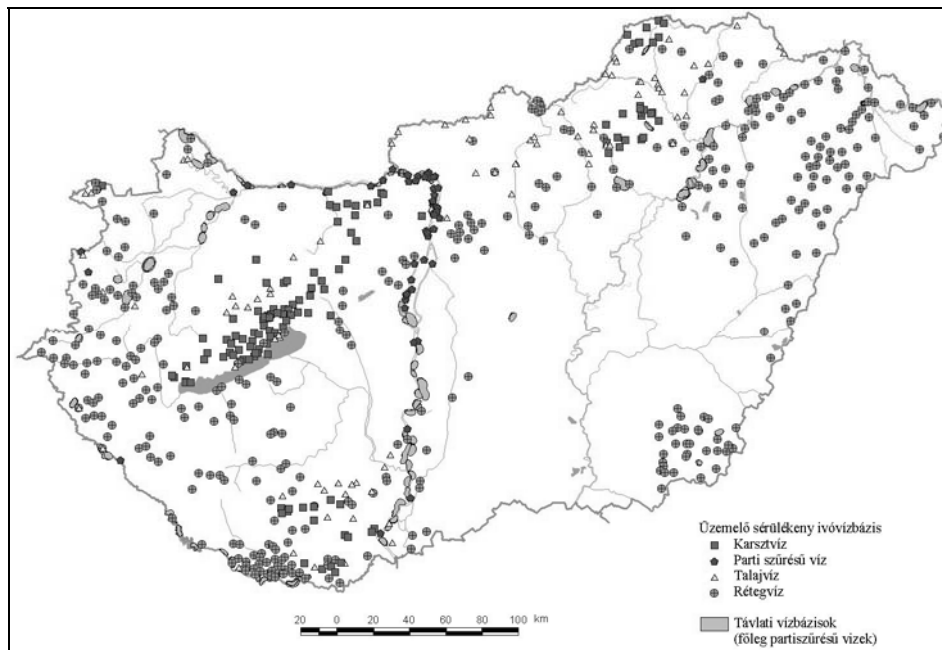 Üzemelő sérülékeny ivóvízbázis
Karsztvíz
Parti szűrésű víz
Talajvíz
Rétegvíz
Távlati vízbázisok
(főleg partiszűrésű vizek)
20 0 20 40 60 80 100 km